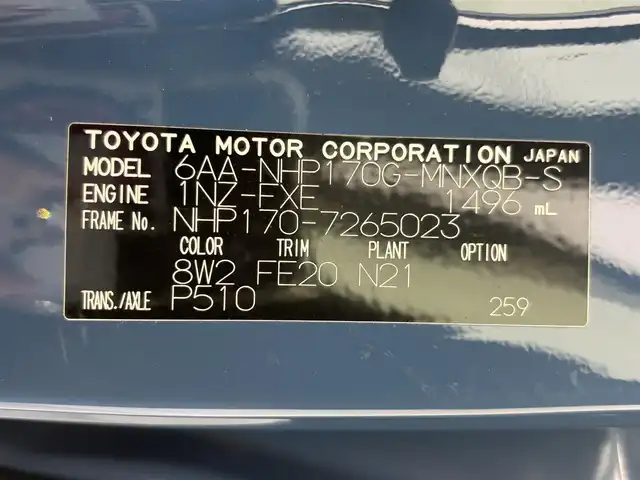 TOYOTA MOTOR CORPORATION JAPAN
MODEL 6AA-NHP170G-MNXQB-S
ENGINE 1NZ-FXE 1496 mL
FRAME No. NHP170-7265023
COLOR TRIM PLANT OPTION
8W2 FE20 N21
TRANS./AXLE P510 259